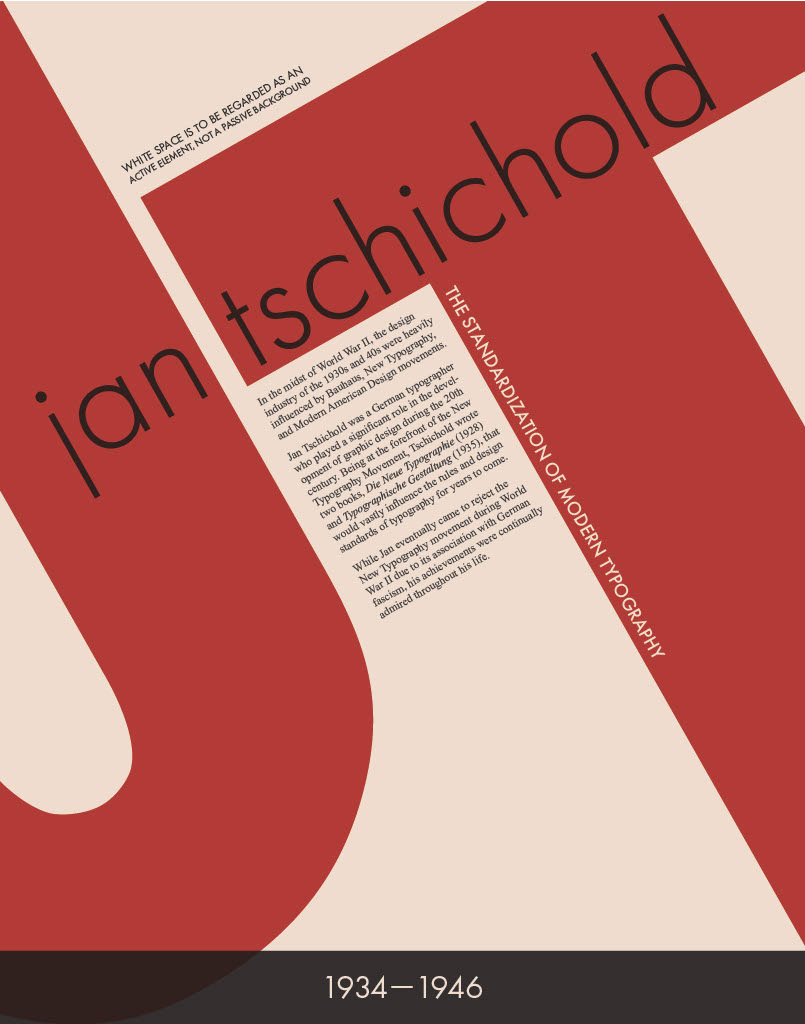 WHITE SPACE IS TO BE REGARDED AS AN
ACTIVE ELEMENT, NOT A PASSIVE BACKGROUND
jan tschichold
In the midst of World War II, the design
industry of the 1930s and 40s were heavily
influenced by Bauhaus, New Typography,
and Modern American Design movements.
Jan Tschichold was a German typographer
who played a significant role in the devel-
opment of graphic design during the 20th
century. Being at the forefront of the New
Typography Movement, Tschichold wrote
two books, Die Neue Typographie (1928)
and Typographische Gestaltung (1935), that
would vastly influence the rules and design
standards of typography for years to come.
While Jan eventually came to reject the
New Typography movement during World
War II due to its association with German
fascism, his achievements were continually
admired throughout his life.
THE STANDARDIZATION OF MODERN TYPOGRAPHY
1934—1946